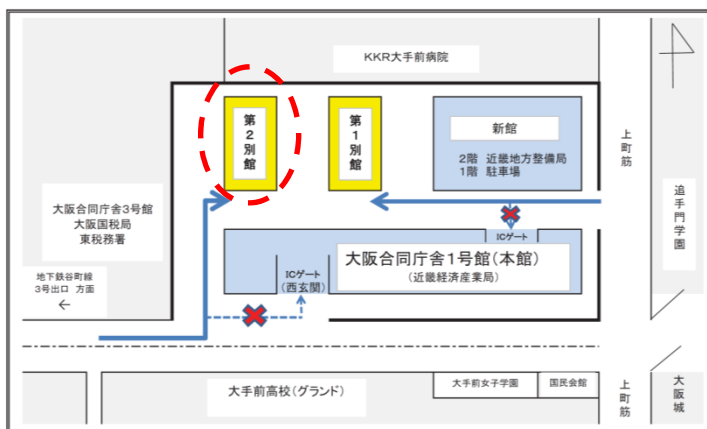 KKR大手前病院
第2別館
第1別館
新館
2階 近畿地方整備局
1階 駐車場
上町筋
追手門学園
大阪合同庁舎3号館
大阪国税局
東税務署
地下鉄谷町線
3号出口 方面
←
ICゲート
大阪合同庁舎1号館(本館)
(近畿経済産業局)
ICゲート
(西玄関)
大手前高校(グランド)
大手前女子学園
国民会館
上町筋
大阪城